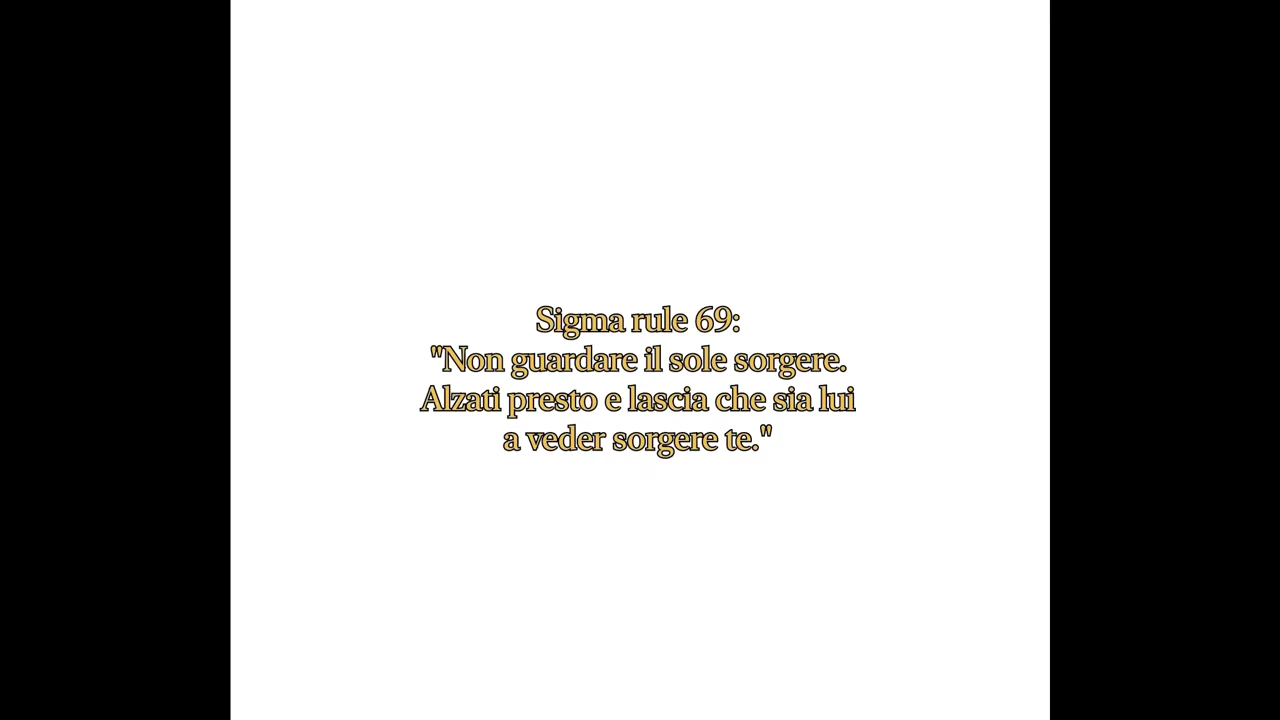 Sigma rule 69:
"Non guardare il sole sorgere.
Alzati presto e lascia che sia lui
a veder sorgere te."